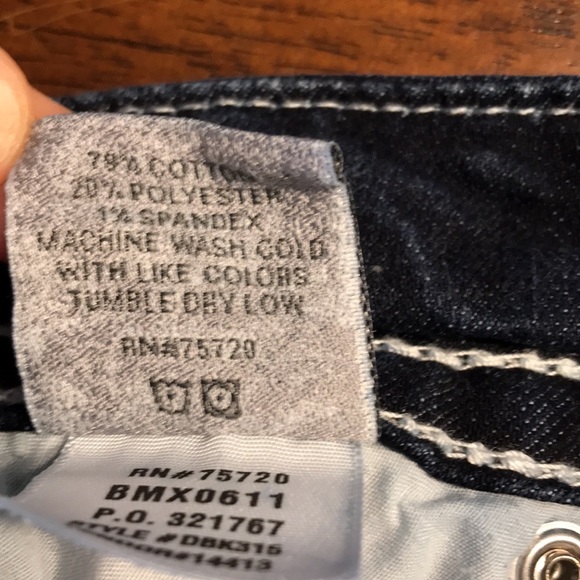 79% COTTON
20% POLYESTER
1% SPANDEX
MACHINE WASH COLD
WITH LIKE COLORS
TUMBLE DRY LOW
RN#75720
RN# 75720
BMX0611
P.O. 321767
STYLE # DBK315
#14413